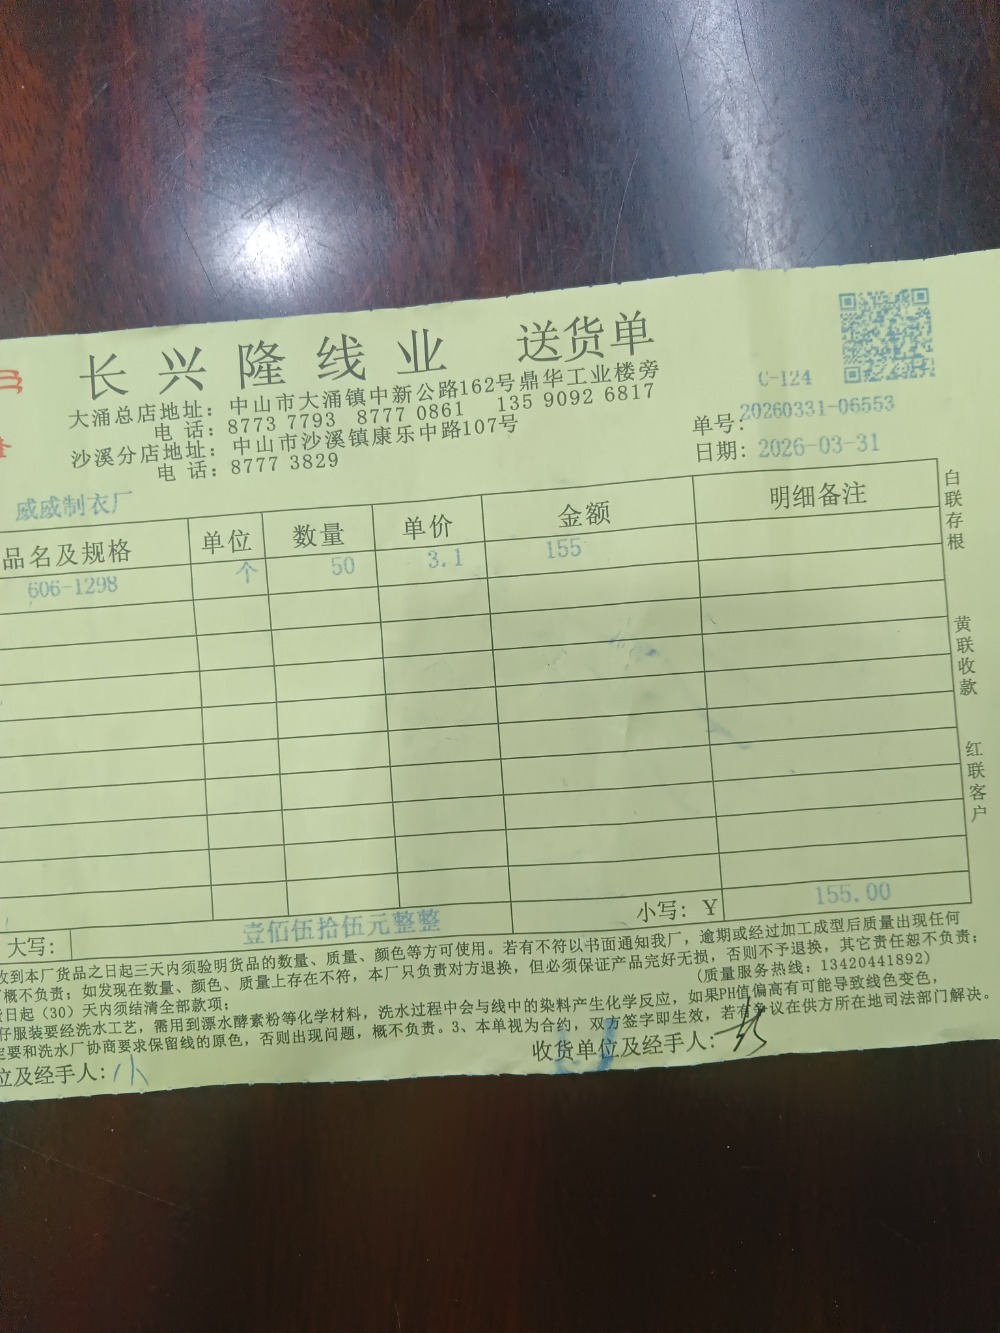 长兴隆线业 送货单
大涌总店地址：中山市大涌镇中新公路162号鼎华工业楼旁
电 话：8773 7793 8777 0861 135 9092 6817
沙溪分店地址：中山市沙溪镇康乐中路107号
电 话：8777 3829
C-124
单号：20260331-06553
日期：2026-03-31
威威制衣厂
品名及规格 单位 数量 单价 金额 明细备注
606-1298 个 50 3.1 155
白联存根
黄联收款
红联客户
大写：壹佰伍拾伍元整整 小写：￥155.00
收到本厂货品之日起三天内须验明货品的数量、质量、颜色等方可使用。若有不符以书面通知我厂，逾期或经过加工成型后质量出现任何
概不负责；如发现在数量、颜色、质量上存在不符，本厂只负责对方退换，但必须保证产品完好无损，否则不予退换，其它责任恕不负责；
日起（30）天内须结清全部款项； （质量服务热线：13420441892）
仔服装要经洗水工艺，需用到漂水酵素粉等化学材料，洗水过程中会与线中的染料产生化学反应，如果PH值偏高有可能导致线色变色，
要和洗水厂协商要求保留线的原色，否则出现问题，概不负责。3、本单视为合约，双方签字即生效，若有争议在供方所在地司法部门解决。
位及经手人：小 收货单位及经手人：